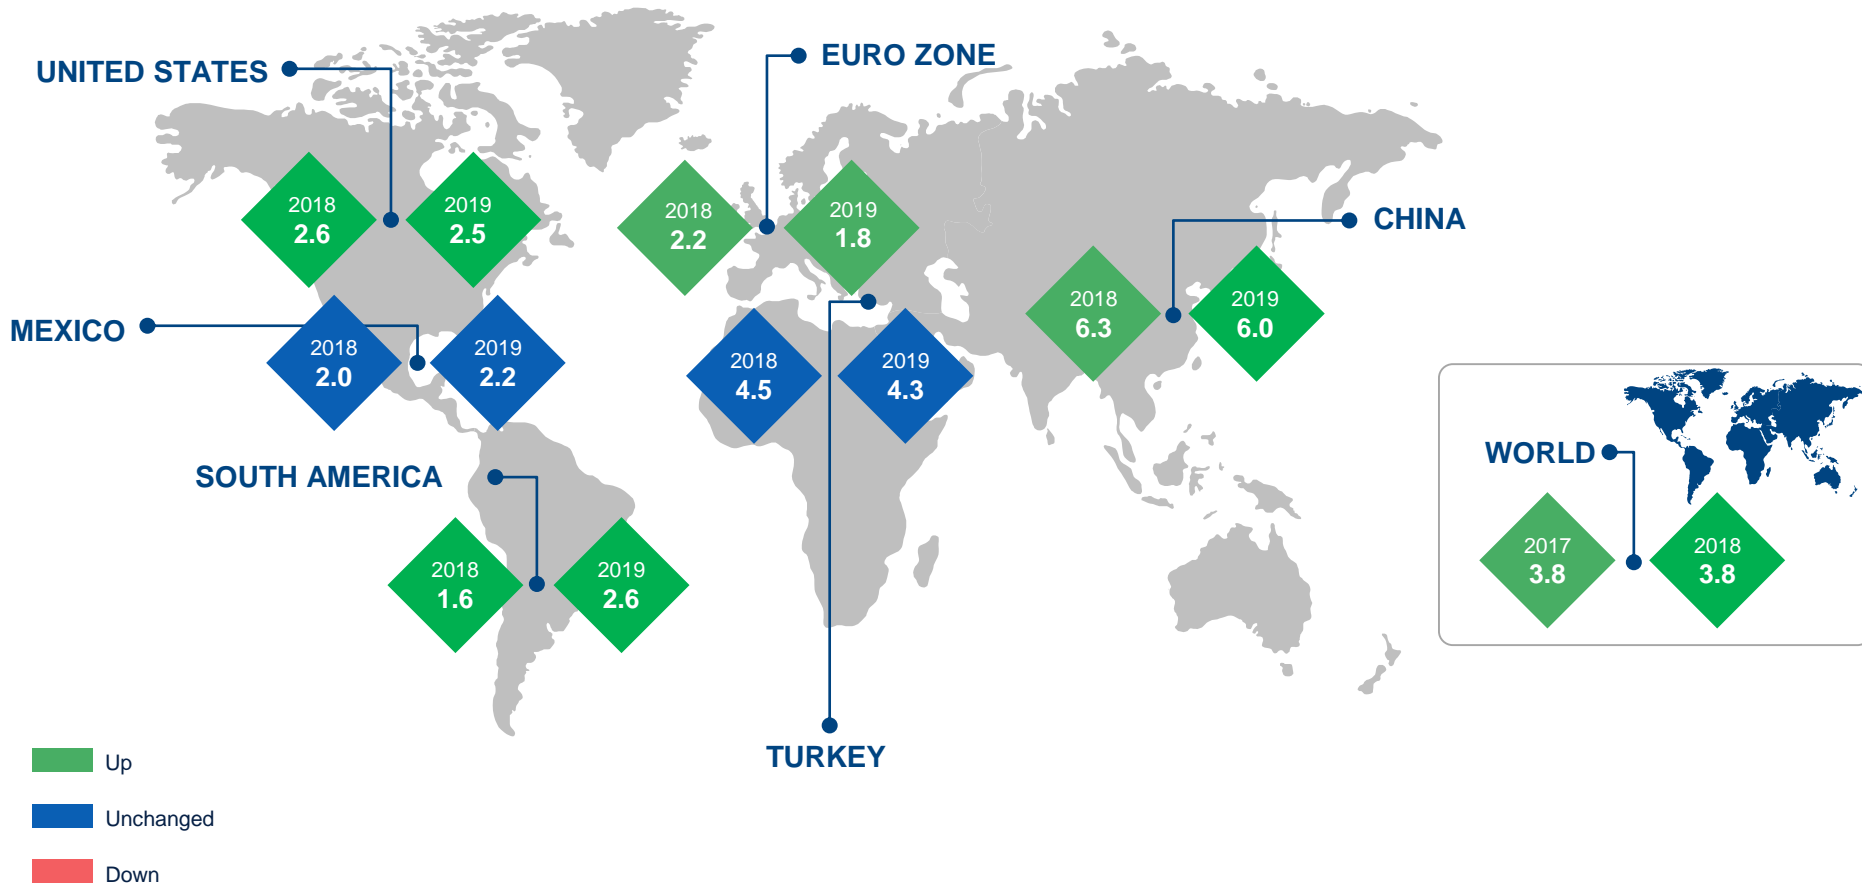 UNITED STATES
2018
2.6
2019
2.5
EURO ZONE
2018
2.2
2019
1.8
CHINA
2018
6.3
2019
6.0
MEXICO
2018
2.0
2019
2.2
2018
4.5
2019
4.3
TURKEY
SOUTH AMERICA
2018
1.6
2019
2.6
WORLD
2017
3.8
2018
3.8
Up
Unchanged
Down